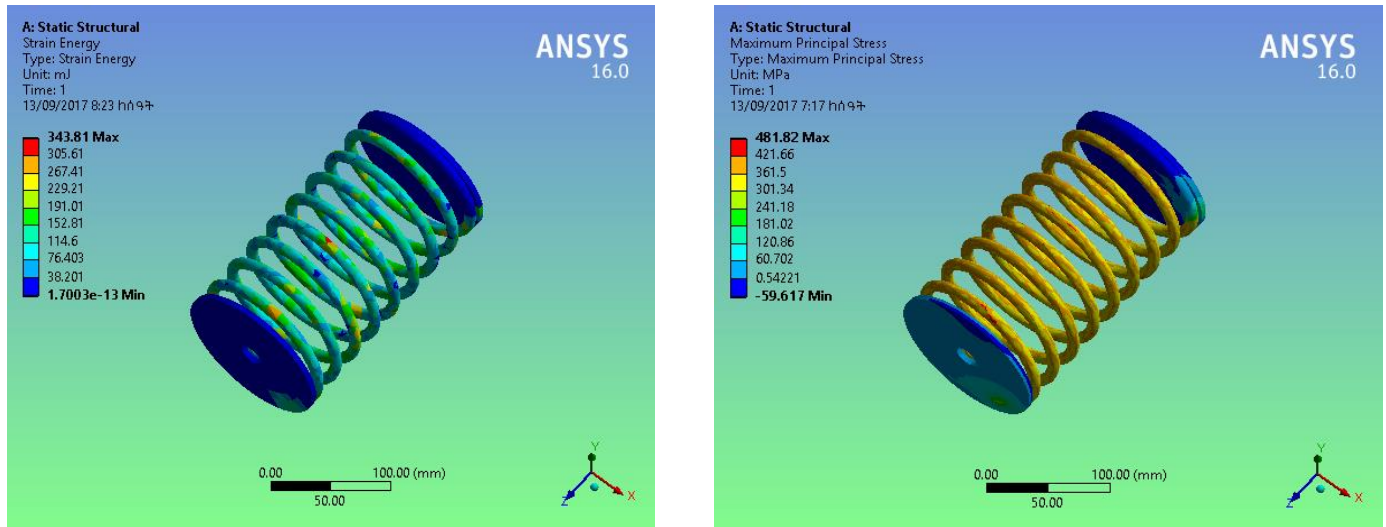 A: Static Structural
Strain Energy
Type: Strain Energy
Unit: mJ
Time: 1
13/09/2017 8:23 ከሰዓት
ANSYS
16.0
343.81 Max
305.61
267.41
229.21
191.01
152.81
114.6
76.403
38.201
1.7003e-13 Min
0.00
100.00 (mm)
50.00
Y
Z
X
A: Static Structural
Maximum Principal Stress
Type: Maximum Principal Stress
Unit: MPa
Time: 1
13/09/2017 7:17 ከሰዓት
ANSYS
16.0
481.82 Max
421.66
361.5
301.34
241.18
181.02
120.86
60.702
0.54221
-59.617 Min
0.00
100.00 (mm)
50.00
Y
Z
X